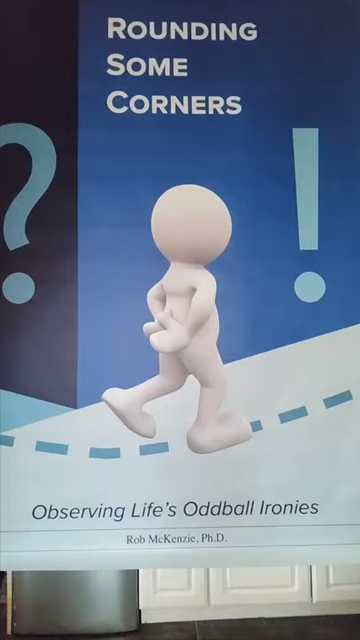 ROUNDING
SOME
CORNERS
?
!
Observing Life's Oddball Ironies
Rob McKenzie, Ph.D.